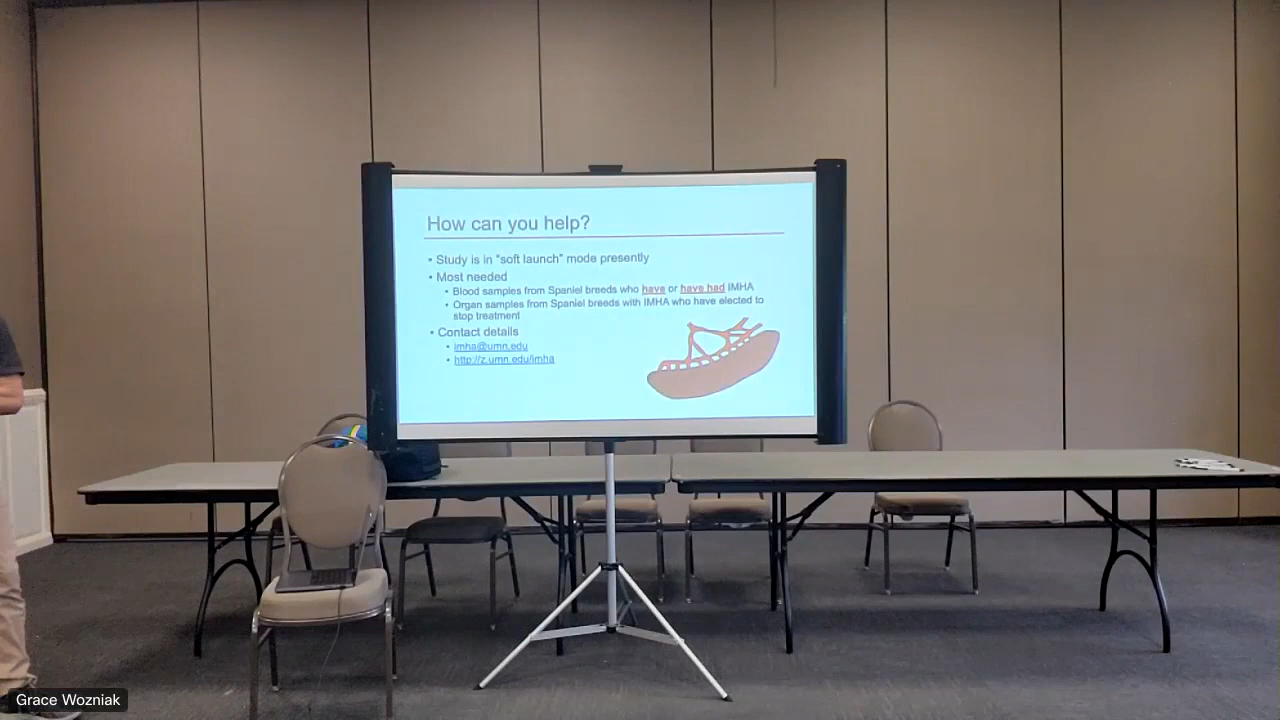 How can you help?
• Study is in "soft launch" mode presently
• Most needed
• Blood samples from Spaniel breeds who have or have had IMHA
• Organ samples from Spaniel breeds with IMHA who have elected to
stop treatment
• Contact details
• imha@umn.edu
• http://z.umn.edu/imha
Grace Wozniak